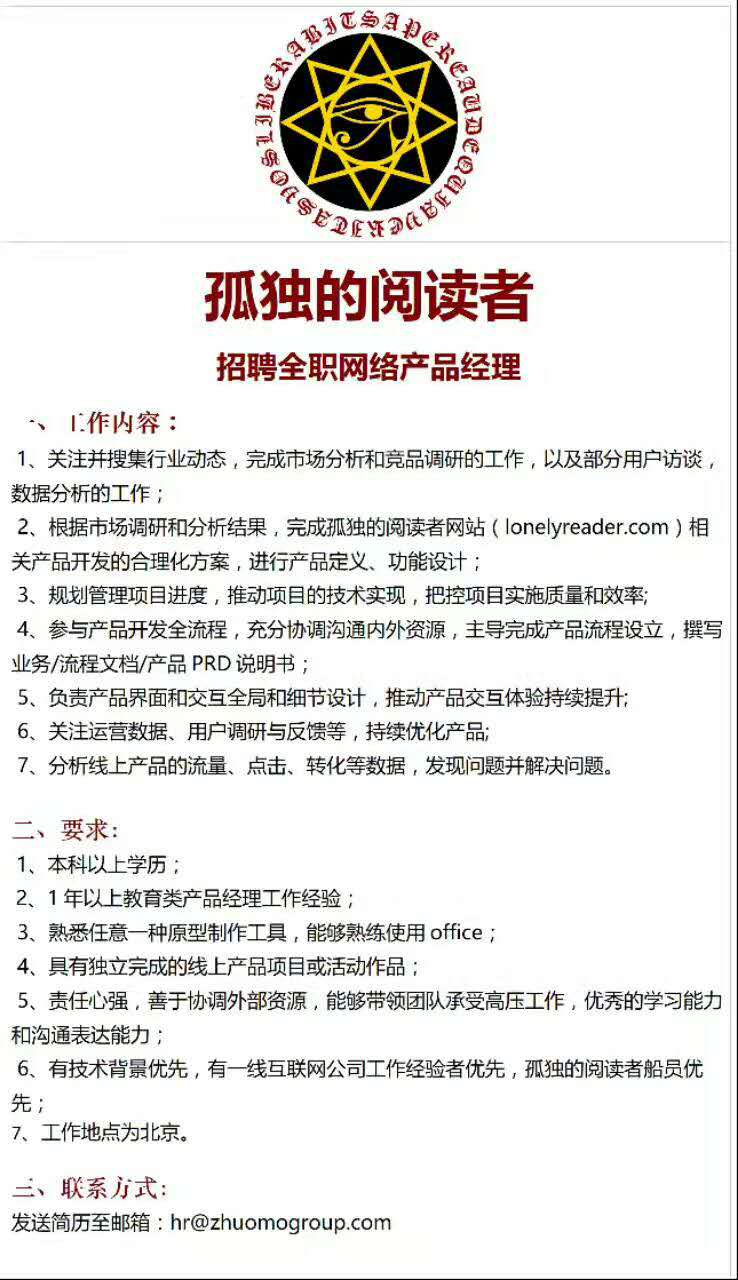 LIBERABITSAPEREAUDEQUIAVERITASVOS
孤独的阅读者
招聘全职网络产品经理
一、工作内容：
1、关注并搜集行业动态，完成市场分析和竞品调研的工作，以及部分用户访谈，
数据分析的工作；
2、根据市场调研和分析结果，完成孤独的阅读者网站（lonelyreader.com）相
关产品开发的合理化方案，进行产品定义、功能设计；
3、规划管理项目进度，推动项目的技术实现，把控项目实施质量和效率;
4、参与产品开发全流程，充分协调沟通内外资源，主导完成产品流程设立，撰写
业务/流程文档/产品 PRD 说明书；
5、负责产品界面和交互全局和细节设计，推动产品交互体验持续提升;
6、关注运营数据、用户调研与反馈等，持续优化产品;
7、分析线上产品的流量、点击、转化等数据，发现问题并解决问题。
二、要求:
1、本科以上学历；
2、1 年以上教育类产品经理工作经验；
3、熟悉任意一种原型制作工具，能够熟练使用 office；
4、具有独立完成的线上产品项目或活动作品；
5、责任心强，善于协调外部资源，能够带领团队承受高压工作，优秀的学习能力
和沟通表达能力；
6、有技术背景优先，有一线互联网公司工作经验者优先，孤独的阅读者船员优
先；
7、工作地点为北京。
三、联系方式:
发送简历至邮箱：hr@zhuomogroup.com